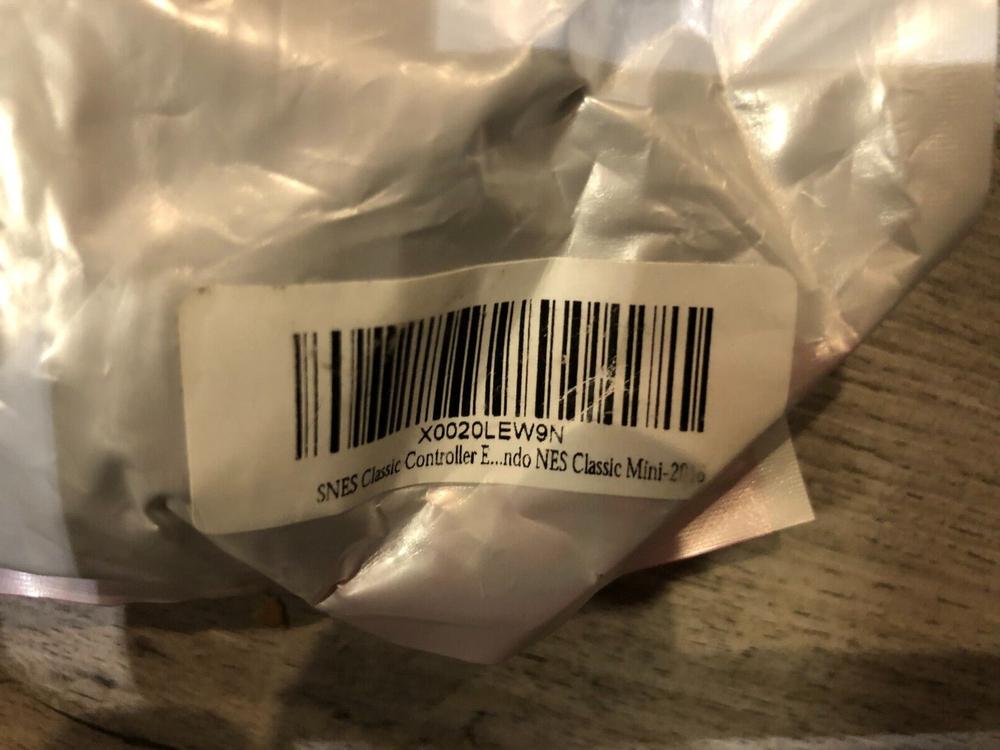 X0020LEW9N
SNES Classic Controller E...ndo NES Classic Mini-2016